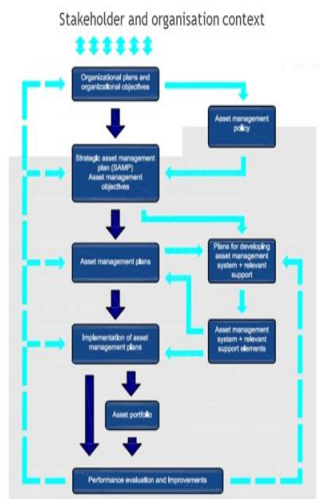 Stakeholder and organisation context
Organizational plans and
organizational objectives
Asset management
policy
Strategic asset management
plan (SAMP)
Asset management
objectives
Asset management plans
Plans for developing
asset management
system + relevant
support
Implementation of asset
management plans
Asset management
system + relevant
support elements
Asset portfolio
Performance evaluation and Improvements